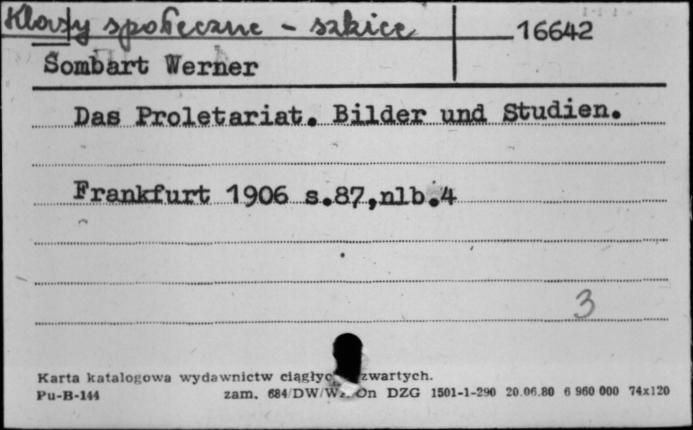 Klasy społeczne - szkice
16642
Sombart Werner
Das Proletariat. Bilder und Studien.
Frankfurt 1906 s.87,nlb.4
3
Karta katalogowa wydawnictw zwartych.
Pu-B-144 zam. 684/DW/W On DZG 1501-1-290 20.06.80 6 960 000 74x120